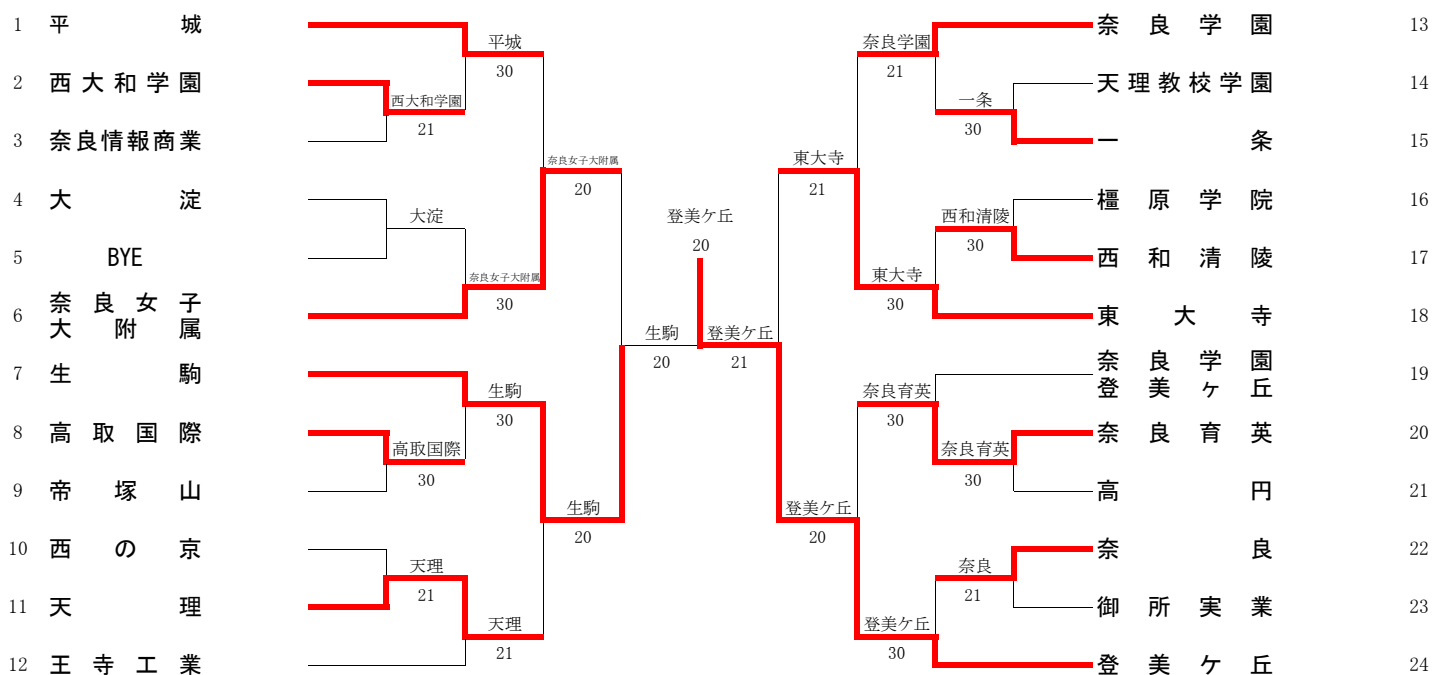 1 平城
2 西大和学園
3 奈良情報商業
4 大淀
5 BYE
6 奈良女子
大附属
7 生駒
8 高取国際
9 帝塚山
10 西の京
11 天理
12 王寺工業
平城
30
西大和学園
21
大淀
奈良女子大附属
30
奈良女子大附属
20
生駒
30
高取国際
30
生駒
20
天理
21
天理
21
登美ケ丘
20
生駒
20
登美ケ丘
21
東大寺
21
登美ケ丘
20
奈良学園
21
一条
30
西和清陵
30
東大寺
30
奈良育英
30
奈良育英
30
奈良
21
登美ケ丘
30
奈良学園 13
天理教校学園 14
一条 15
橿原学院 16
西和清陵 17
東大寺 18
奈良学園
登美ヶ丘 19
奈良育英 20
高円 21
奈良 22
御所実業 23
登美ケ丘 24